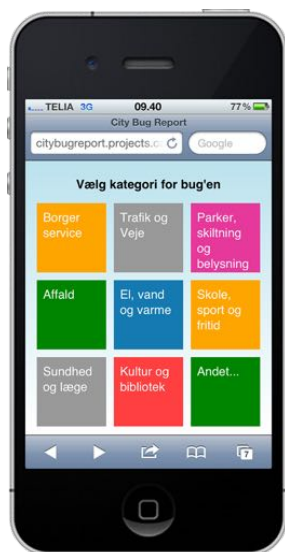 TELIA 3G 09.40 77%
City Bug Report
citybugreport.projects.c Google
Vælg kategori for bug'en
Borger
service
Trafik og
Veje
Parker,
skiltning
og
belysning
Affald
El, vand
og varme
Skole,
sport og
fritid
Sundhed
og læge
Kultur og
bibliotek
Andet...
7